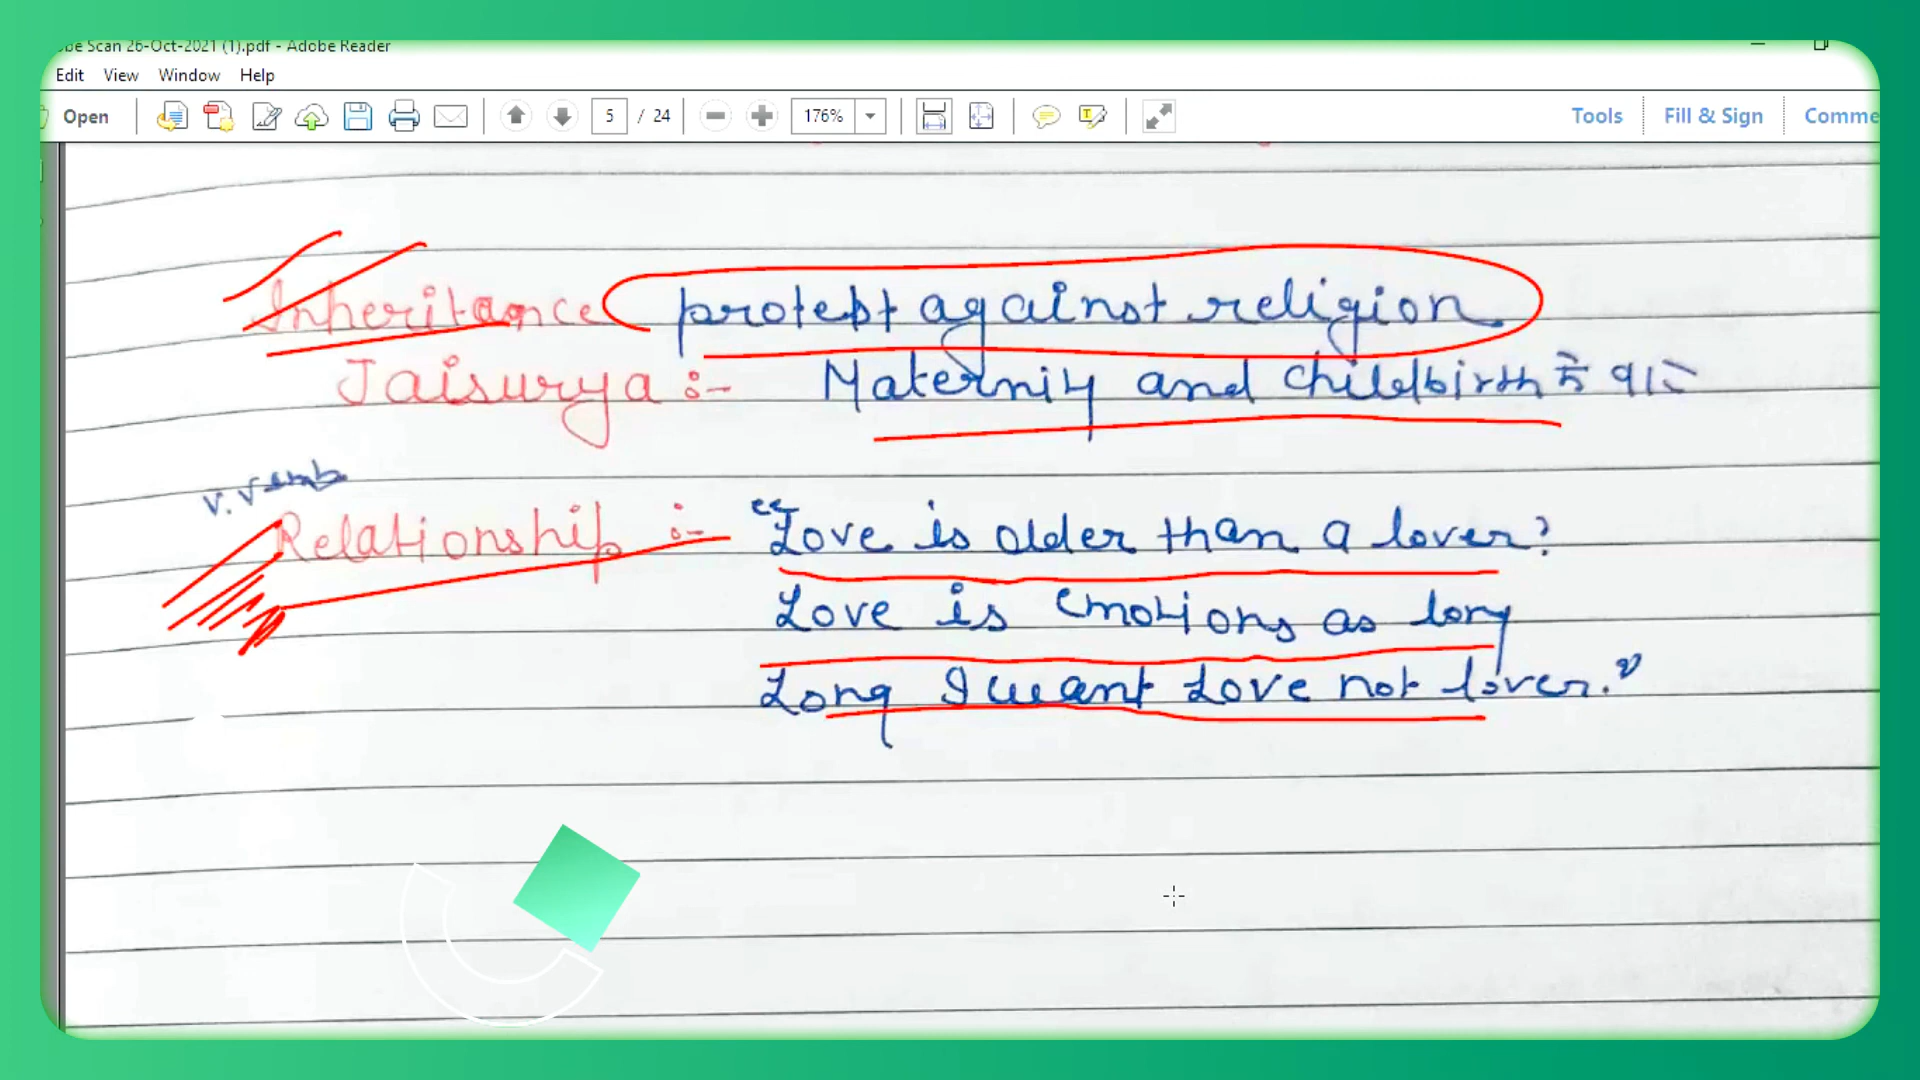 obe Scan 26-Oct-2021 (1).pdf - Adobe Reader
Edit View Window Help
Open 5 / 24 176% Tools Fill & Sign Comme
Inheritance protest against religion
Jaisurya :- Maternity and childbirth के बारे
V.V
Relationship :- "Love is older than a lover?
Love is emotions as long
Long I want Love not lover."